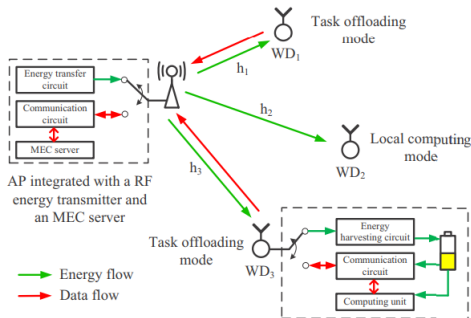 Task offloading
mode
WD1
h1
Energy transfer
circuit
Communication
circuit
MEC server
h2
Local computing
mode
WD2
AP integrated with a RF
energy transmitter and
an MEC server
h3
Task offloading
mode
WD3
Energy
harvesting circuit
Communication
circuit
Computing unit
Energy flow
Data flow